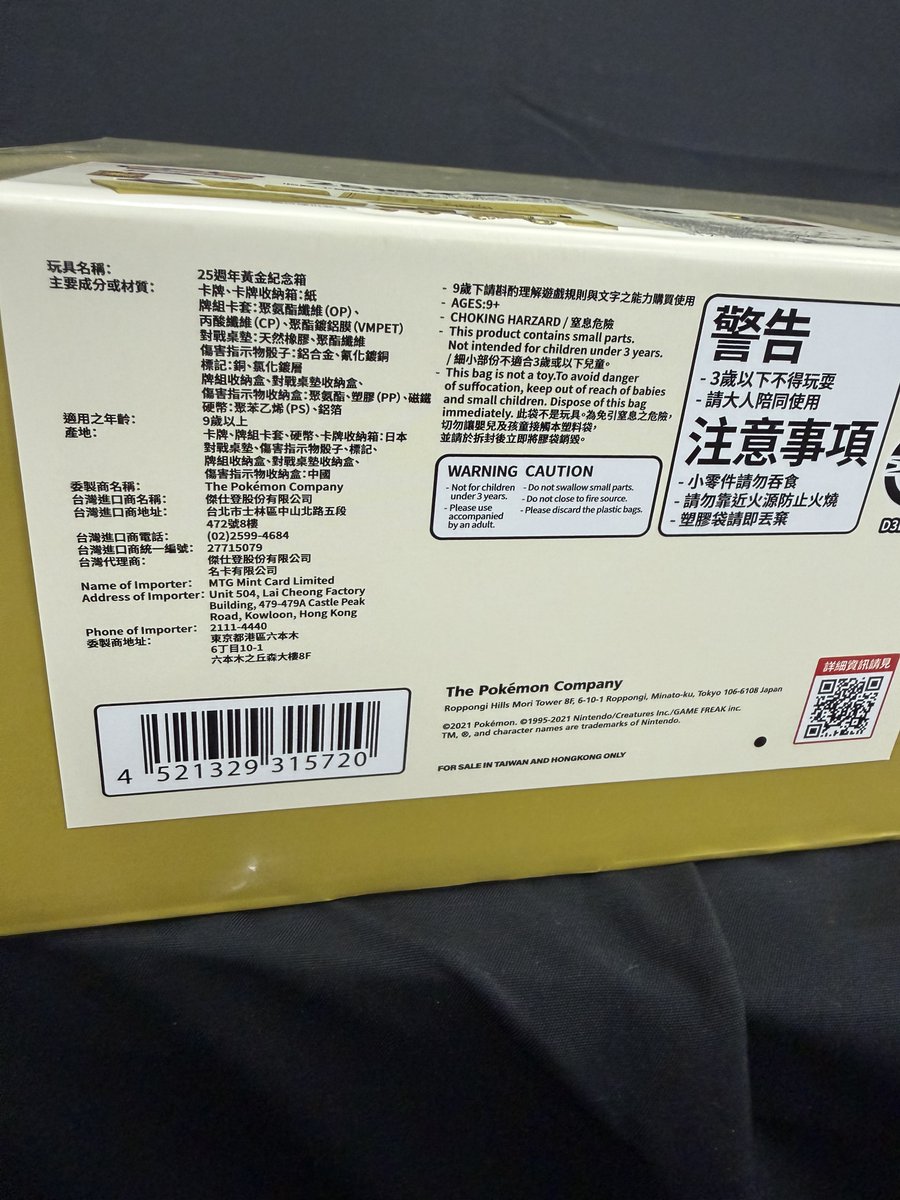 玩具名稱： 25週年黃金紀念箱
主要成分或材質： 卡牌、卡牌收納箱：紙
牌組卡套：聚氨酯纖維（OP）、
丙酸纖維（CP）、聚酯鍍鋁膜（VMPET）
對戰桌墊：天然橡膠、聚酯纖維
傷害指示物骰子：鋁合金、氰化鍍銅
標記：銅、氯化鍍層
牌組收納盒、對戰桌墊收納盒、
傷害指示物收納盒：聚氨酯、塑膠（PP）、磁鐵
硬幣：聚苯乙烯（PS）、鋁箔
適用之年齡： 9歲以上
產地： 卡牌、牌組卡套、硬幣、卡牌收納箱：日本
對戰桌墊、傷害指示物骰子、標記、
牌組收納盒、對戰桌墊收納盒、
傷害指示物收納盒：中國
委製商名稱： The Pokémon Company
台灣進口商名稱： 傑仕登股份有限公司
台灣進口商地址： 台北市士林區中山北路五段
472號8樓
台灣進口商電話： (02)2599-4684
台灣進口商統一編號： 27715079
台灣代理商： 傑仕登股份有限公司
名卡有限公司
Name of Importer： MTG Mint Card Limited
Address of Importer： Unit 504, Lai Cheong Factory
Building, 479-479A Castle Peak
Road, Kowloon, Hong Kong
Phone of Importer： 2111-4440
委製商地址： 東京都港區六本木
6丁目10-1
六本木之丘森大樓8F
4 521329 315720
- 9歲下請斟酌理解遊戲規則與文字之能力購買使用
- AGES:9+
- CHOKING HARZARD / 窒息危險
- This product contains small parts.
Not intended for children under 3 years.
/ 細小部份不適合3歲或以下兒童。
- This bag is not a toy.To avoid danger
of suffocation, keep out of reach of babies
and small children. Dispose of this bag
immediately. 此袋不是玩具。為免引窒息之危險，
切勿讓嬰兒及孩童接觸本塑料袋，
並請於拆封後立即將膠袋銷毀。
WARNING
- Not for children
under 3 years.
- Please use
accompanied
by an adult.
CAUTION
- Do not swallow small parts.
- Do not close to fire source.
- Please discard the plastic bags.
警告
- 3歲以下不得玩耍
- 請大人陪同使用
注意事項
- 小零件請勿吞食
- 請勿靠近火源防止火燒
- 塑膠袋請即丟棄
詳細資訊請見
The Pokémon Company
Roppongi Hills Mori Tower 8F, 6-10-1 Roppongi, Minato-ku, Tokyo 106-6108 Japan
©2021 Pokémon. ©1995-2021 Nintendo/Creatures Inc./GAME FREAK inc.
TM, ®, and character names are trademarks of Nintendo.
FOR SALE IN TAIWAN AND HONGKONG ONLY